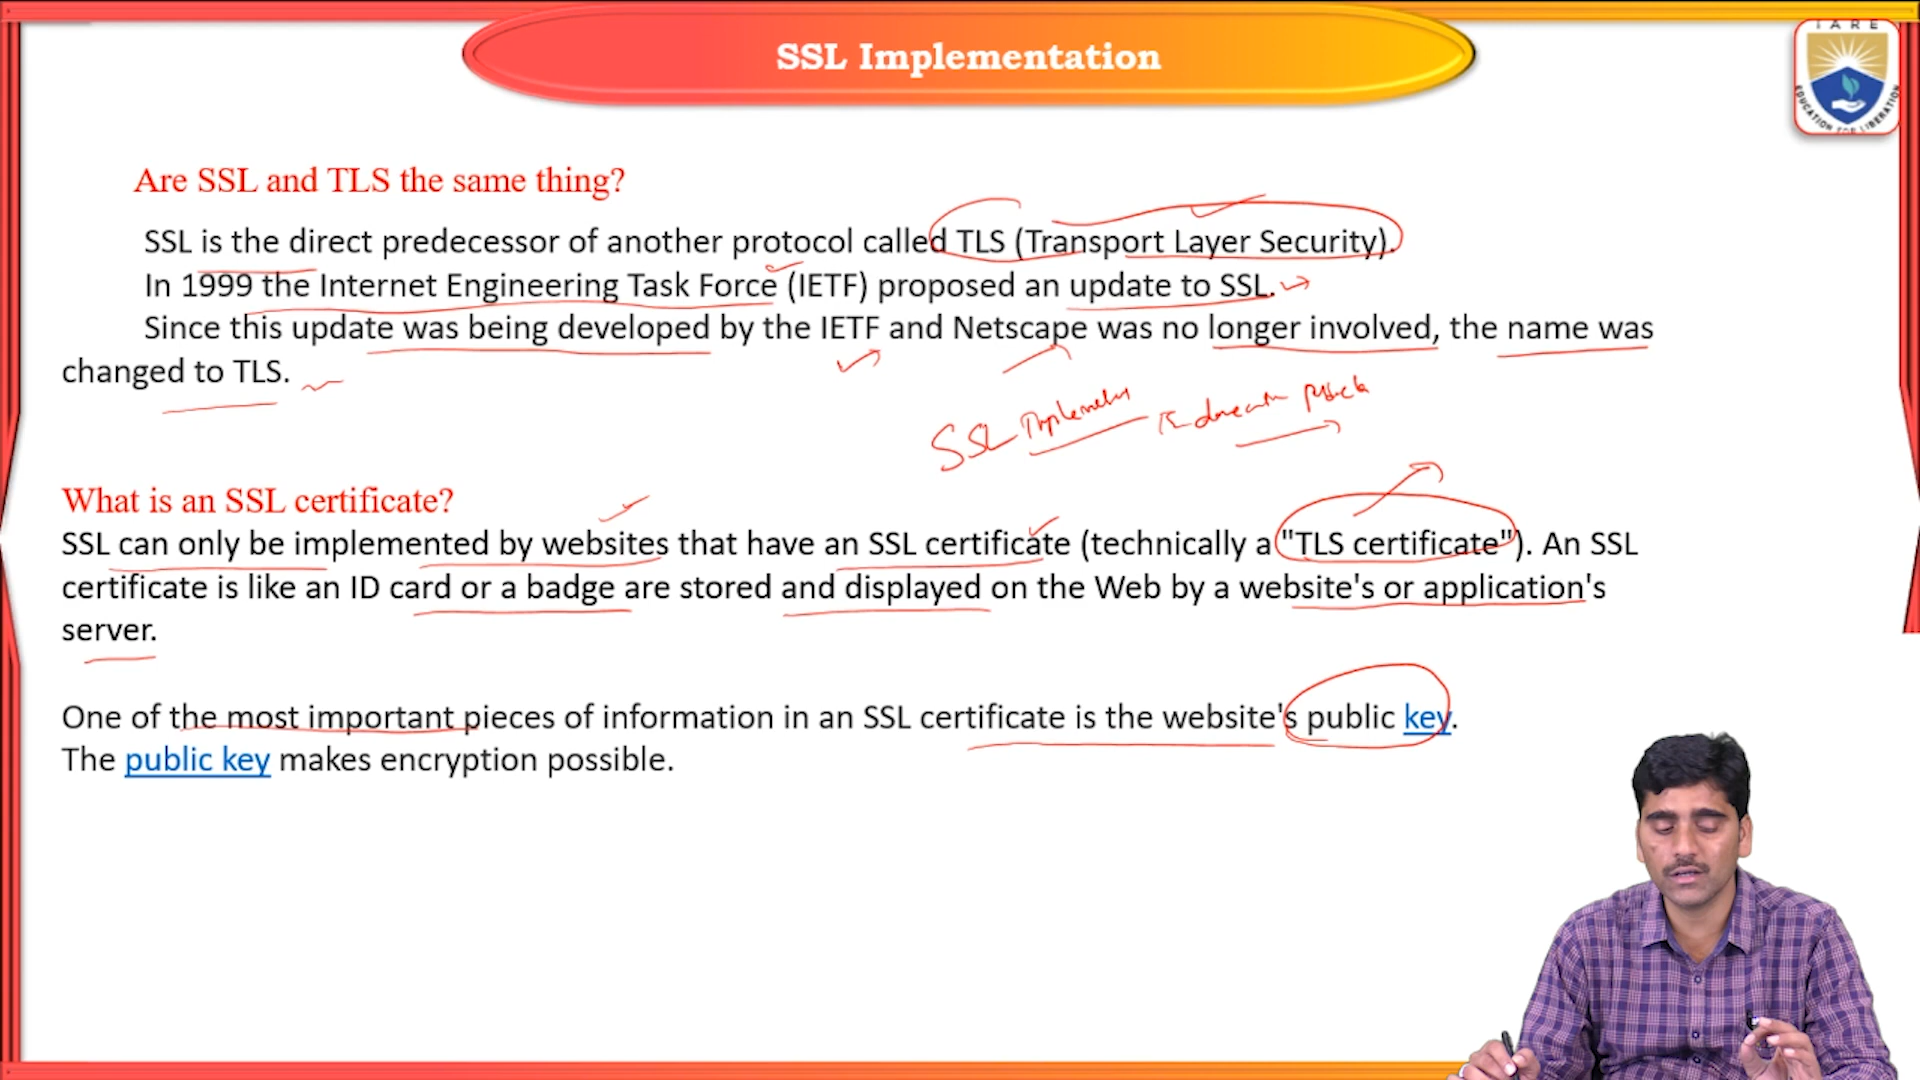 SSL Implementation
IARE
EDUCATION FOR LIBERATION
Are SSL and TLS the same thing?
SSL is the direct predecessor of another protocol called TLS (Transport Layer Security).
In 1999 the Internet Engineering Task Force (IETF) proposed an update to SSL.
Since this update was being developed by the IETF and Netscape was no longer involved, the name was
changed to TLS.
SSL
What is an SSL certificate?
SSL can only be implemented by websites that have an SSL certificate (technically a "TLS certificate"). An SSL
certificate is like an ID card or a badge are stored and displayed on the Web by a website's or application's
server.
One of the most important pieces of information in an SSL certificate is the website's public key.
The public key makes encryption possible.